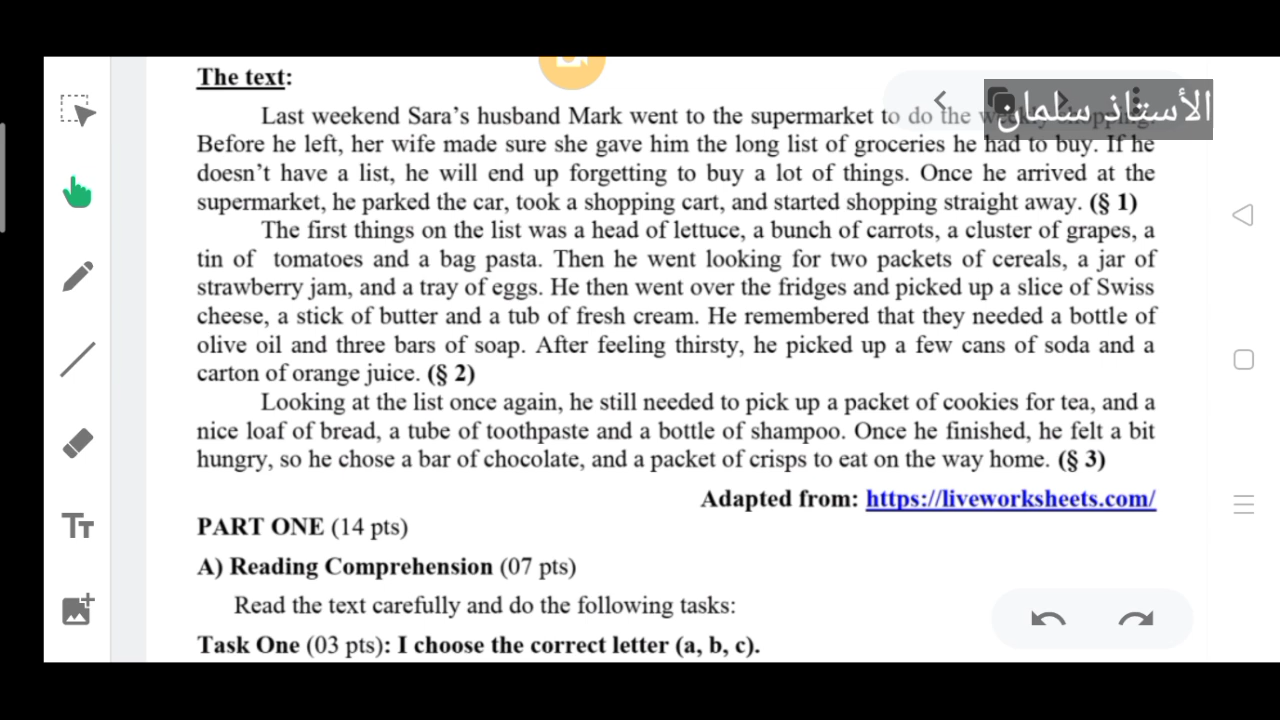 The text:
الأستاذ سلمان
Last weekend Sara's husband Mark went to the supermarket to do the weekly shopping.
Before he left, her wife made sure she gave him the long list of groceries he had to buy. If he
doesn't have a list, he will end up forgetting to buy a lot of things. Once he arrived at the
supermarket, he parked the car, took a shopping cart, and started shopping straight away. (§ 1)
The first things on the list was a head of lettuce, a bunch of carrots, a cluster of grapes, a
tin of tomatoes and a bag pasta. Then he went looking for two packets of cereals, a jar of
strawberry jam, and a tray of eggs. He then went over the fridges and picked up a slice of Swiss
cheese, a stick of butter and a tub of fresh cream. He remembered that they needed a bottle of
olive oil and three bars of soap. After feeling thirsty, he picked up a few cans of soda and a
carton of orange juice. (§ 2)
Looking at the list once again, he still needed to pick up a packet of cookies for tea, and a
nice loaf of bread, a tube of toothpaste and a bottle of shampoo. Once he finished, he felt a bit
hungry, so he chose a bar of chocolate, and a packet of crisps to eat on the way home. (§ 3)
Adapted from: https://liveworksheets.com/
PART ONE (14 pts)
A) Reading Comprehension (07 pts)
Read the text carefully and do the following tasks:
Task One (03 pts): I choose the correct letter (a, b, c).
TT